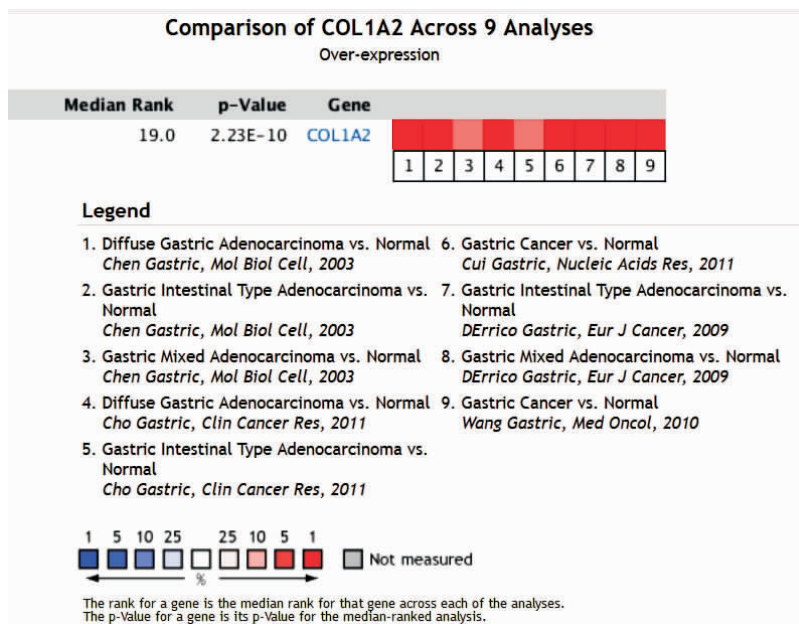 Comparison of COL1A2 Across 9 Analyses
Over-expression
Median Rank p-Value Gene
19.0 2.23E-10 COL1A2
1 2 3 4 5 6 7 8 9
Legend
1. Diffuse Gastric Adenocarcinoma vs. Normal
Chen Gastric, Mol Biol Cell, 2003
2. Gastric Intestinal Type Adenocarcinoma vs.
Normal
Chen Gastric, Mol Biol Cell, 2003
3. Gastric Mixed Adenocarcinoma vs. Normal
Chen Gastric, Mol Biol Cell, 2003
4. Diffuse Gastric Adenocarcinoma vs. Normal
Cho Gastric, Clin Cancer Res, 2011
5. Gastric Intestinal Type Adenocarcinoma vs.
Normal
Cho Gastric, Clin Cancer Res, 2011
6. Gastric Cancer vs. Normal
Cui Gastric, Nucleic Acids Res, 2011
7. Gastric Intestinal Type Adenocarcinoma vs.
Normal
DErrico Gastric, Eur J Cancer, 2009
8. Gastric Mixed Adenocarcinoma vs. Normal
DErrico Gastric, Eur J Cancer, 2009
9. Gastric Cancer vs. Normal
Wang Gastric, Med Oncol, 2010
1 5 10 25 25 10 5 1
Not measured
%
The rank for a gene is the median rank for that gene across each of the analyses.
The p-Value for a gene is its p-Value for the median-ranked analysis.